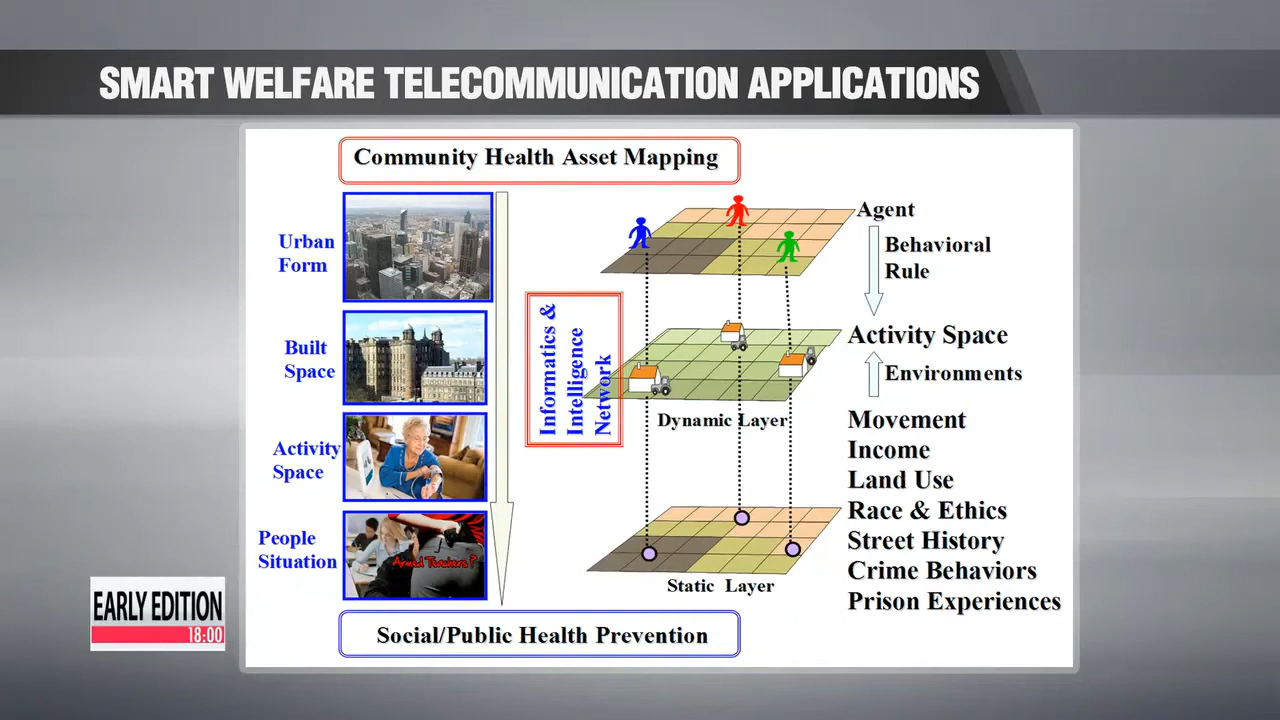 SMART WELFARE TELECOMMUNICATION APPLICATIONS
Community Health Asset Mapping
Urban
Form
Built
Space
Activity
Space
People
Situation
Armed Teachers?
Informatics &
Intelligence
Network
Agent
Behavioral
Rule
Activity Space
Environments
Dynamic Layer
Movement
Income
Land Use
Race & Ethics
Street History
Crime Behaviors
Prison Experiences
Static Layer
Social/Public Health Prevention
EARLY EDITION
18:00